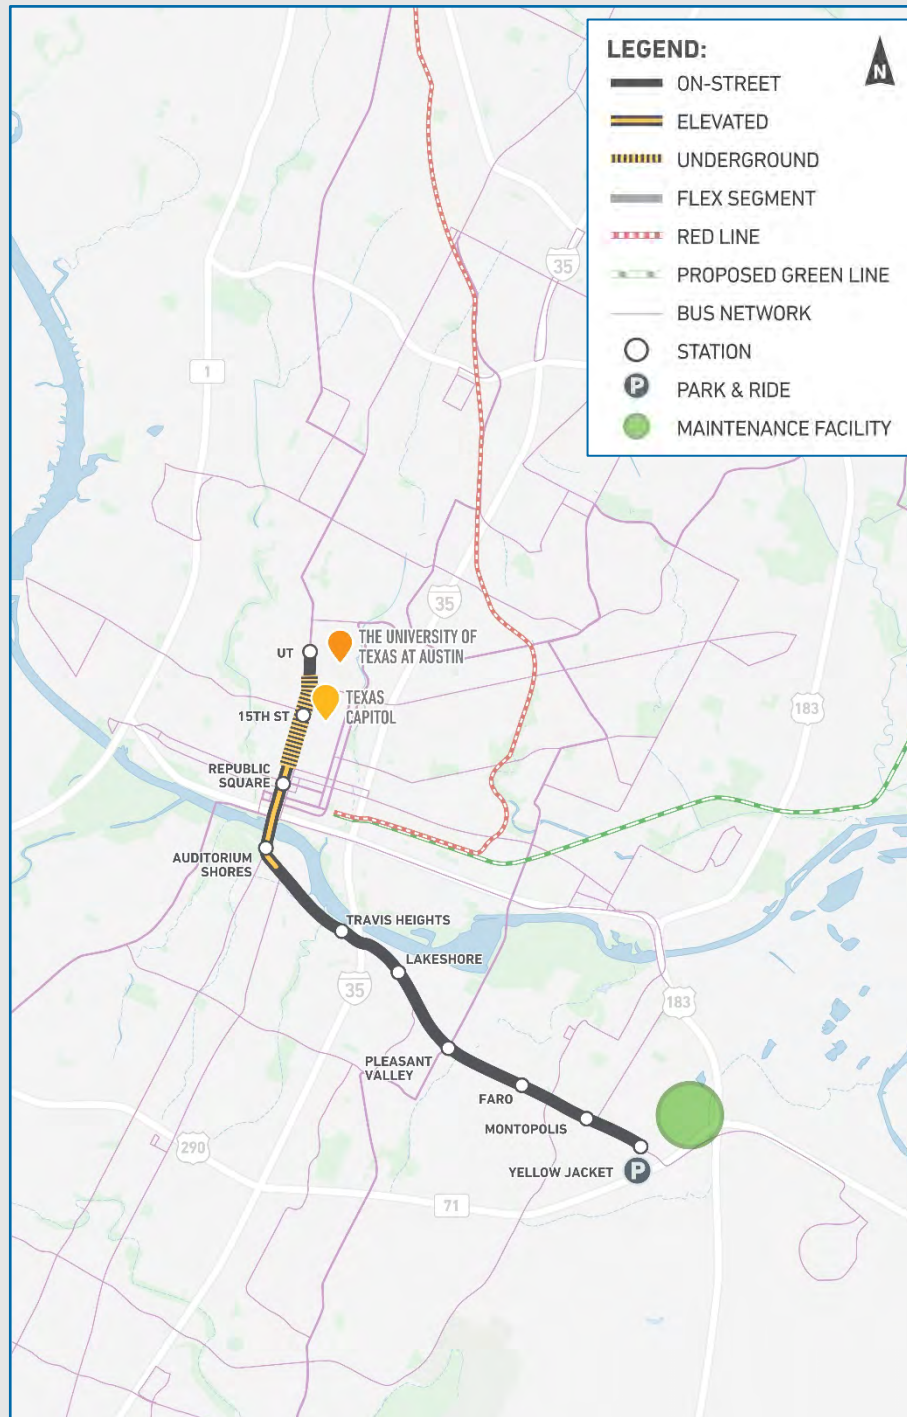 LEGEND:
N
ON-STREET
ELEVATED
UNDERGROUND
FLEX SEGMENT
RED LINE
PROPOSED GREEN LINE
BUS NETWORK
STATION
P
PARK & RIDE
MAINTENANCE FACILITY
35
1
35
UT
THE UNIVERSITY OF
TEXAS AT AUSTIN
TEXAS
CAPITOL
15TH ST
183
REPUBLIC
SQUARE
AUDITORIUM
SHORES
TRAVIS HEIGHTS
LAKESHORE
35
183
PLEASANT
VALLEY
FARO
MONTOPOLIS
290
YELLOW JACKET
P
71